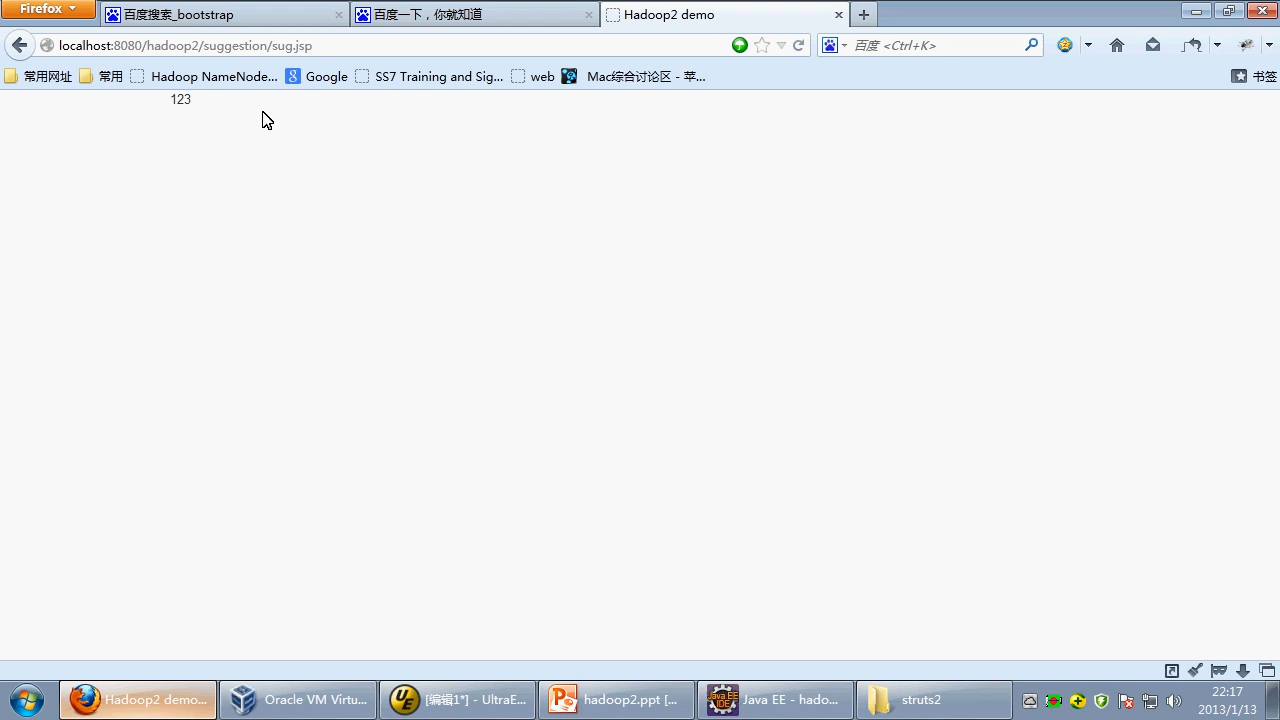 Firefox
百度搜索_bootstrap
百度一下，你就知道
Hadoop2 demo
localhost:8080/hadoop2/suggestion/sug.jsp
百度 <Ctrl+K>
常用网址
常用
Hadoop NameNode...
Google
SS7 Training and Sig...
web
Mac综合讨论区 - 苹...
书签
123
Hadoop2 demo...
Oracle VM Virtu...
[编辑1*] - UltraE...
hadoop2.ppt [...
Java EE - hado...
struts2
22:17
2013/1/13